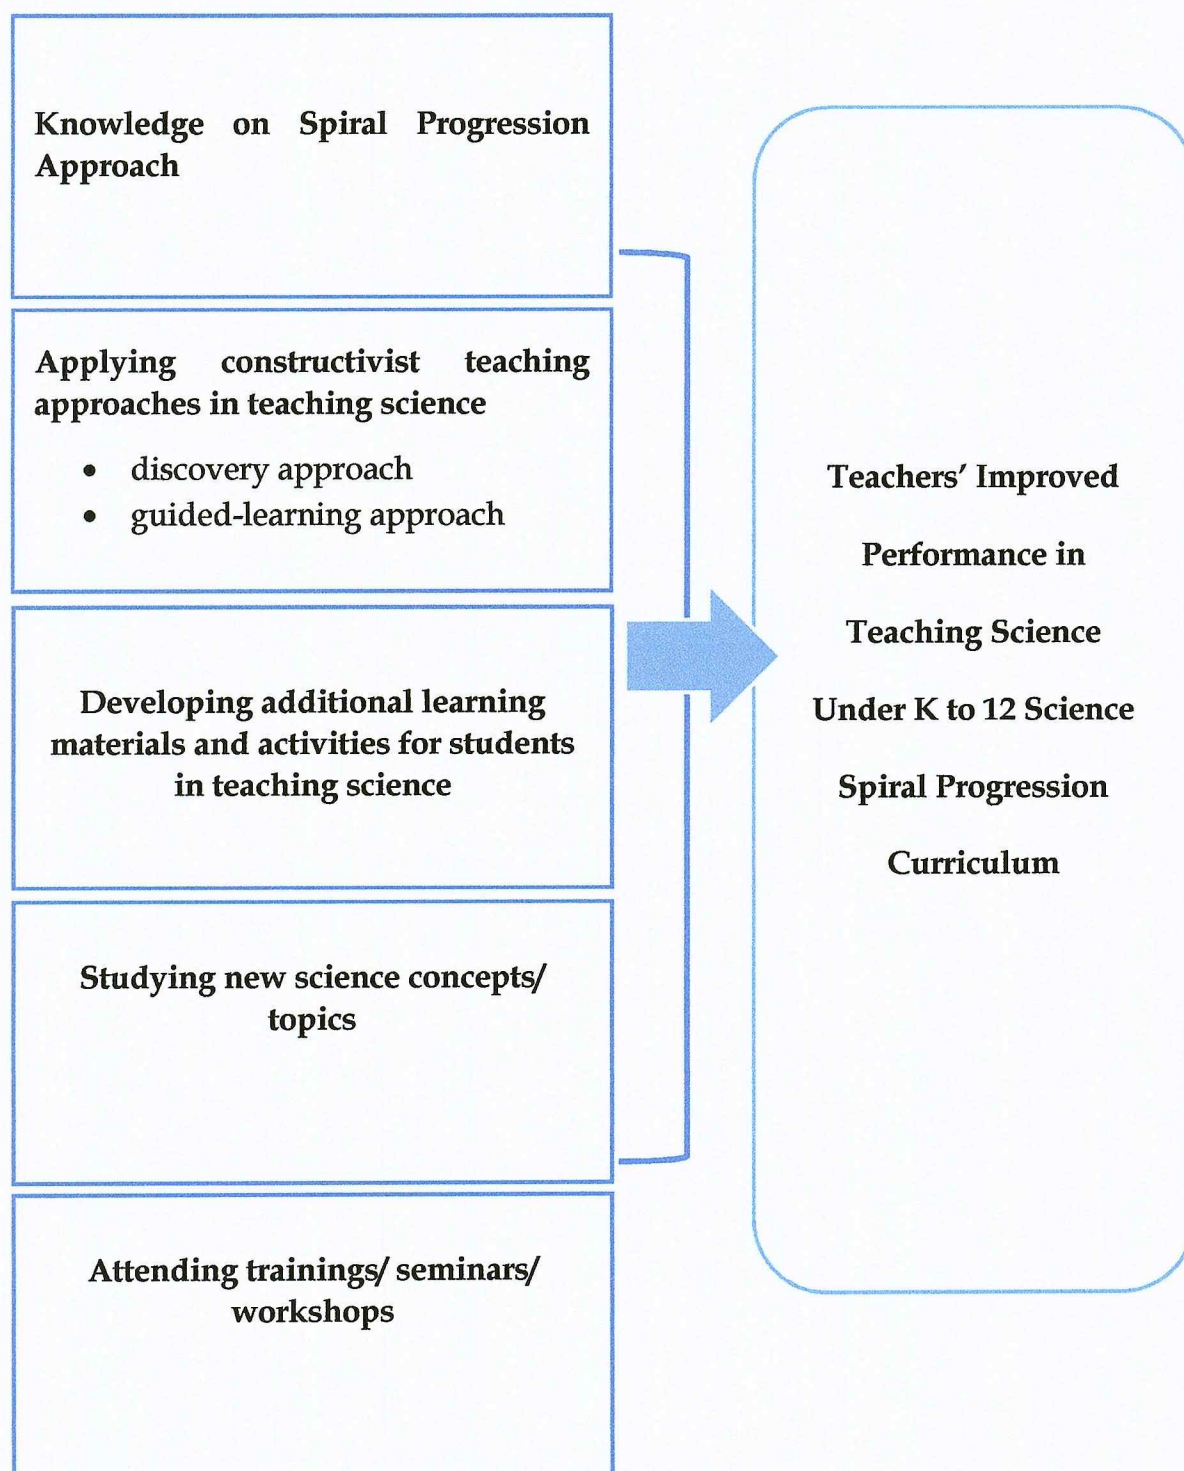 Knowledge on Spiral Progression
Approach
Applying constructivist teaching
approaches in teaching science
• discovery approach
• guided-learning approach
Developing additional learning
materials and activities for students
in teaching science
Studying new science concepts/
topics
Attending trainings/ seminars/
workshops
Teachers’ Improved
Performance in
Teaching Science
Under K to 12 Science
Spiral Progression
Curriculum